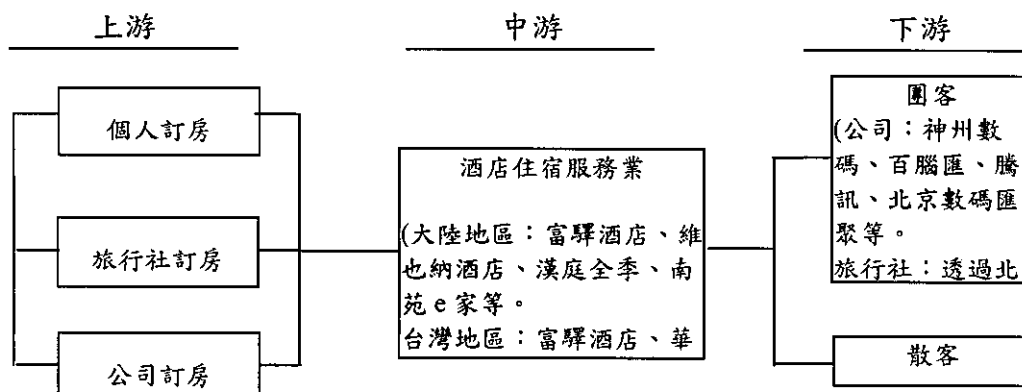 上游
中游
下游
個人訂房
旅行社訂房
公司訂房
酒店住宿服務業
(大陸地區：富驛酒店、維
也納酒店、漢庭全季、南
苑 e 家等。
台灣地區：富驛酒店、華
團客
(公司：神州數
碼、百腦匯、騰
訊、北京數碼匯
聚等。
旅行社：透過北
散客